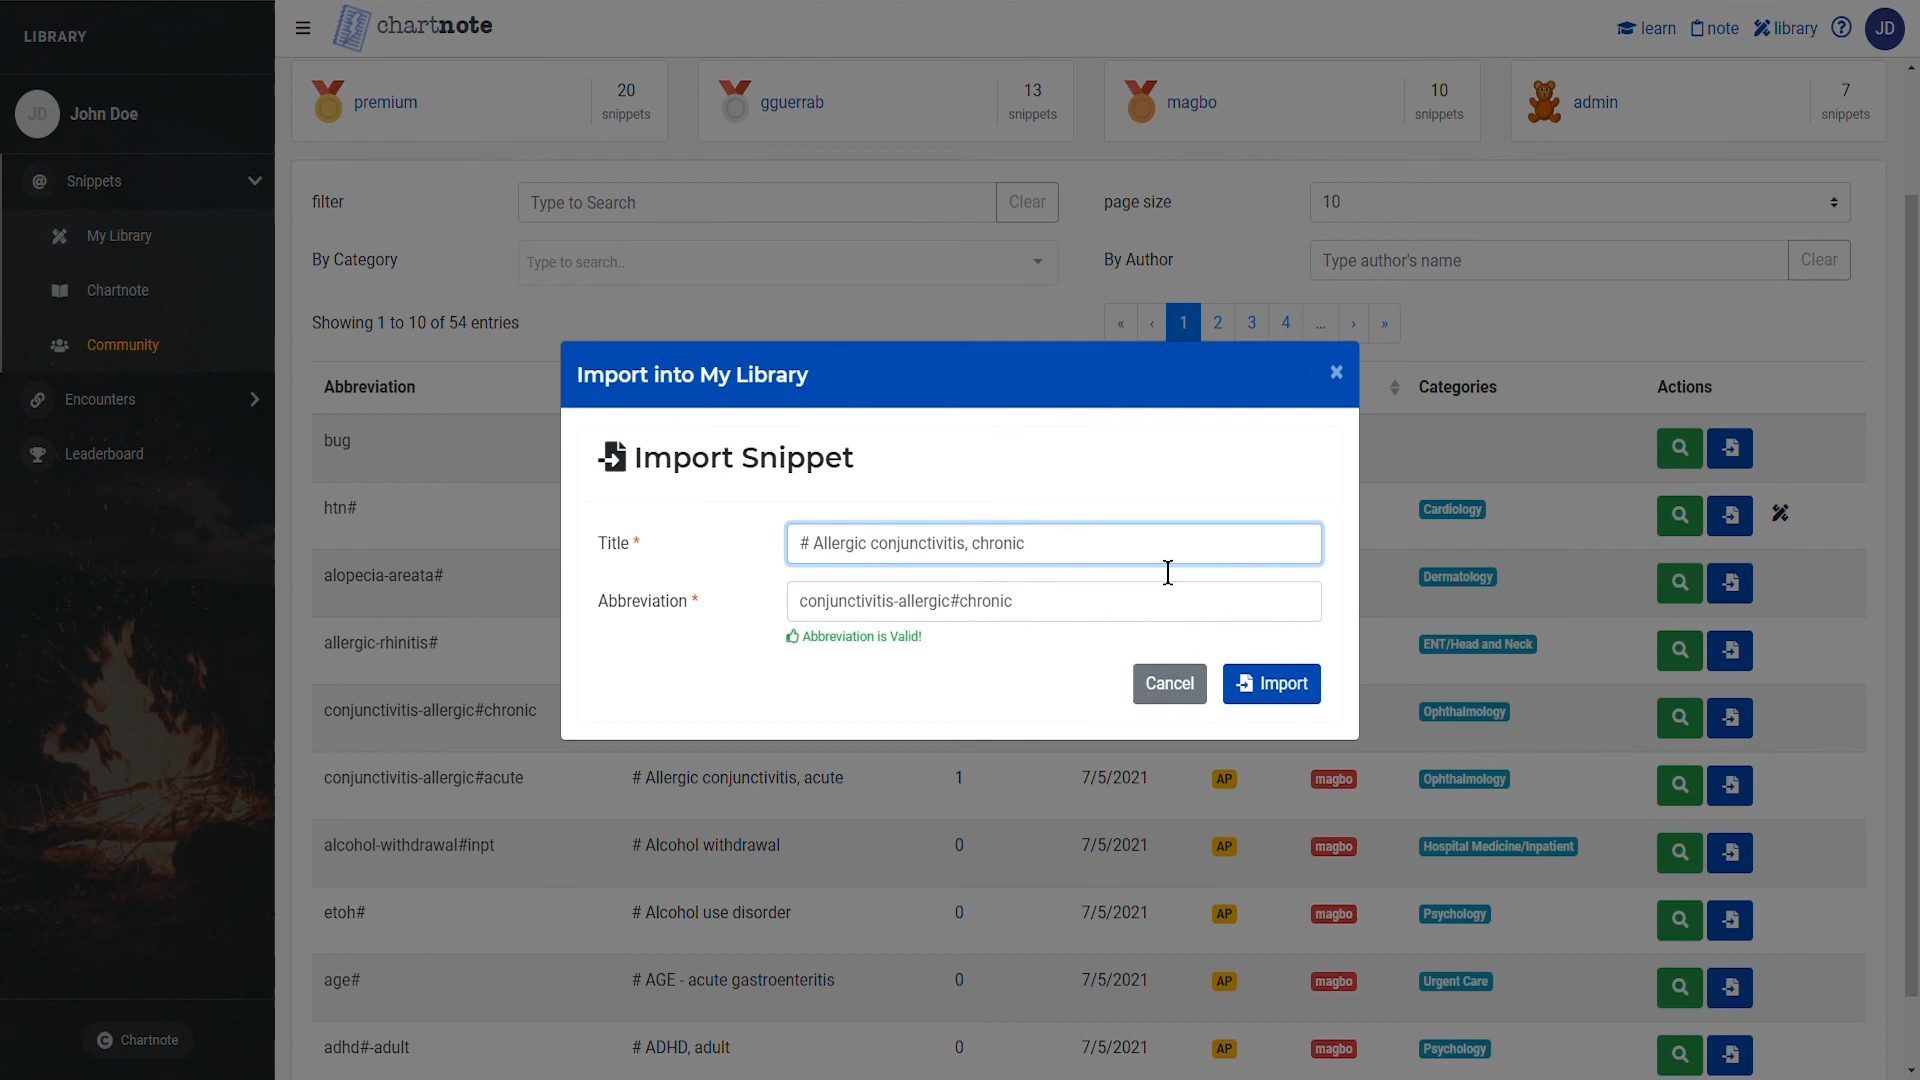 LIBRARY
chartnote
learn
note
library
JD
JD
John Doe
Snippets
My Library
Chartnote
Community
Encounters
Leaderboard
Chartnote
premium
20
snippets
gguerrab
13
snippets
magbo
10
snippets
admin
7
snippets
filter
Type to Search
Clear
page size
10
By Category
Type to search..
By Author
Type author's name
Clear
Showing 1 to 10 of 54 entries
« ‹ 1 2 3 4 ... › »
Abbreviation
Categories
Actions
bug
htn#
Cardiology
alopecia-areata#
Dermatology
allergic-rhinitis#
ENT/Head and Neck
conjunctivitis-allergic#chronic
Ophthalmology
conjunctivitis-allergic#acute # Allergic conjunctivitis, acute 1 7/5/2021 AP magbo Ophthalmology
alcohol-withdrawal#inpt # Alcohol withdrawal 0 7/5/2021 AP magbo Hospital Medicine/Inpatient
etoh# # Alcohol use disorder 0 7/5/2021 AP magbo Psychology
age# # AGE - acute gastroenteritis 0 7/5/2021 AP magbo Urgent Care
adhd#-adult # ADHD, adult 0 7/5/2021 AP magbo Psychology
Import into My Library ×
Import Snippet
Title * # Allergic conjunctivitis, chronic
Abbreviation * conjunctivitis-allergic#chronic
Abbreviation is Valid!
Cancel
Import